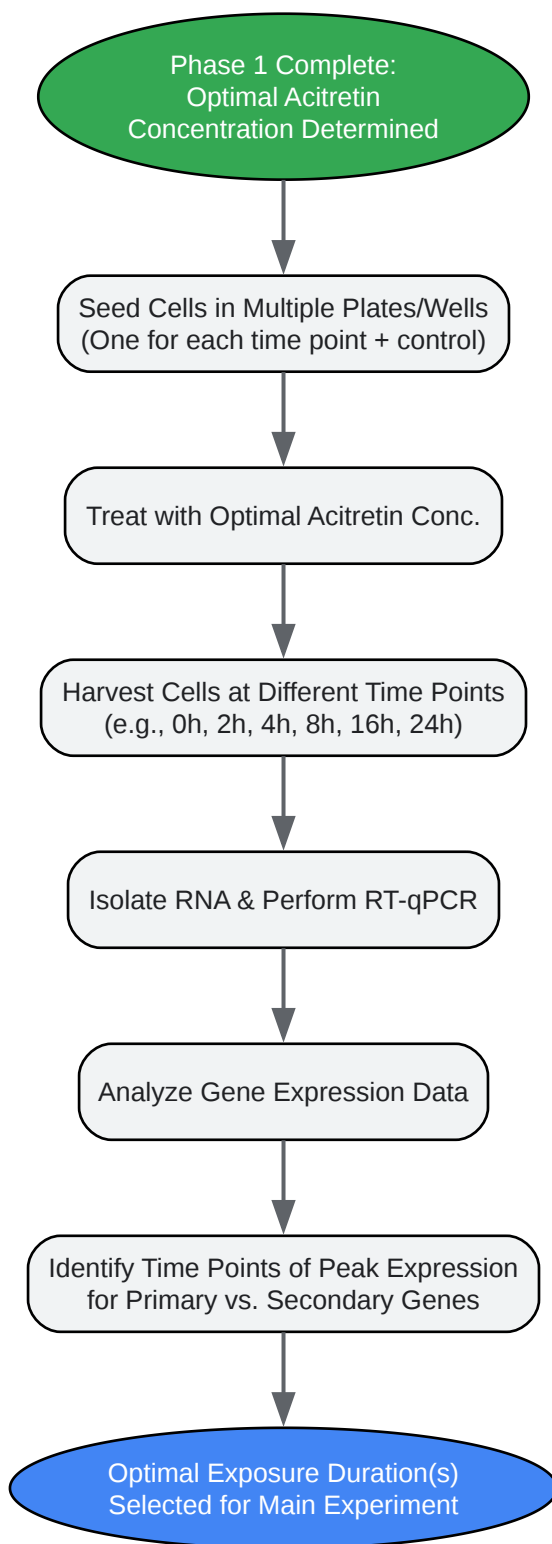 Phase 1 Complete:
Optimal Acitretin
Concentration Determined
Seed Cells in Multiple Plates/Wells
(One for each time point + control)
Treat with Optimal Acitretin Conc.
Harvest Cells at Different Time Points
(e.g., 0h, 2h, 4h, 8h, 16h, 24h)
Isolate RNA & Perform RT-qPCR
Analyze Gene Expression Data
Identify Time Points of Peak Expression
for Primary vs. Secondary Genes
Optimal Exposure Duration(s)
Selected for Main Experiment